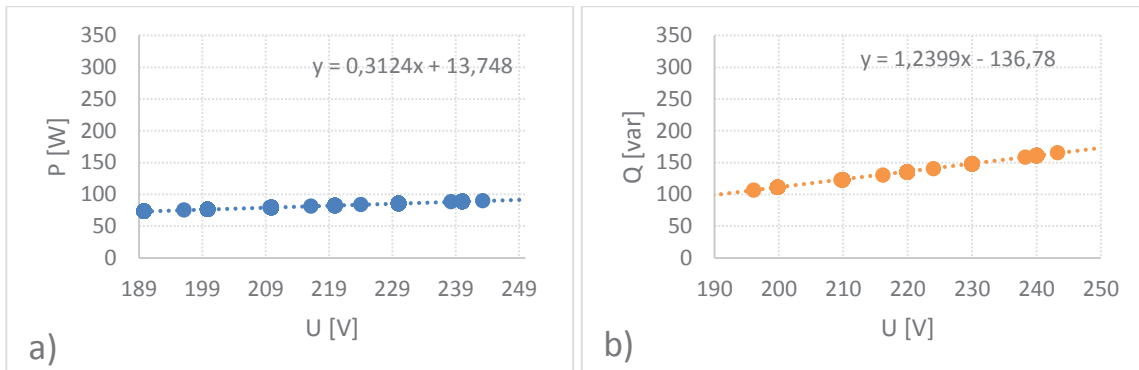 350
300
250
200
150
100
50
0
P [W]
y = 0,3124x + 13,748
189 199 209 219 229 239 249
U [V]
a)
350
300
250
200
150
100
50
0
Q [var]
y = 1,2399x - 136,78
190 200 210 220 230 240 250
U [V]
b)